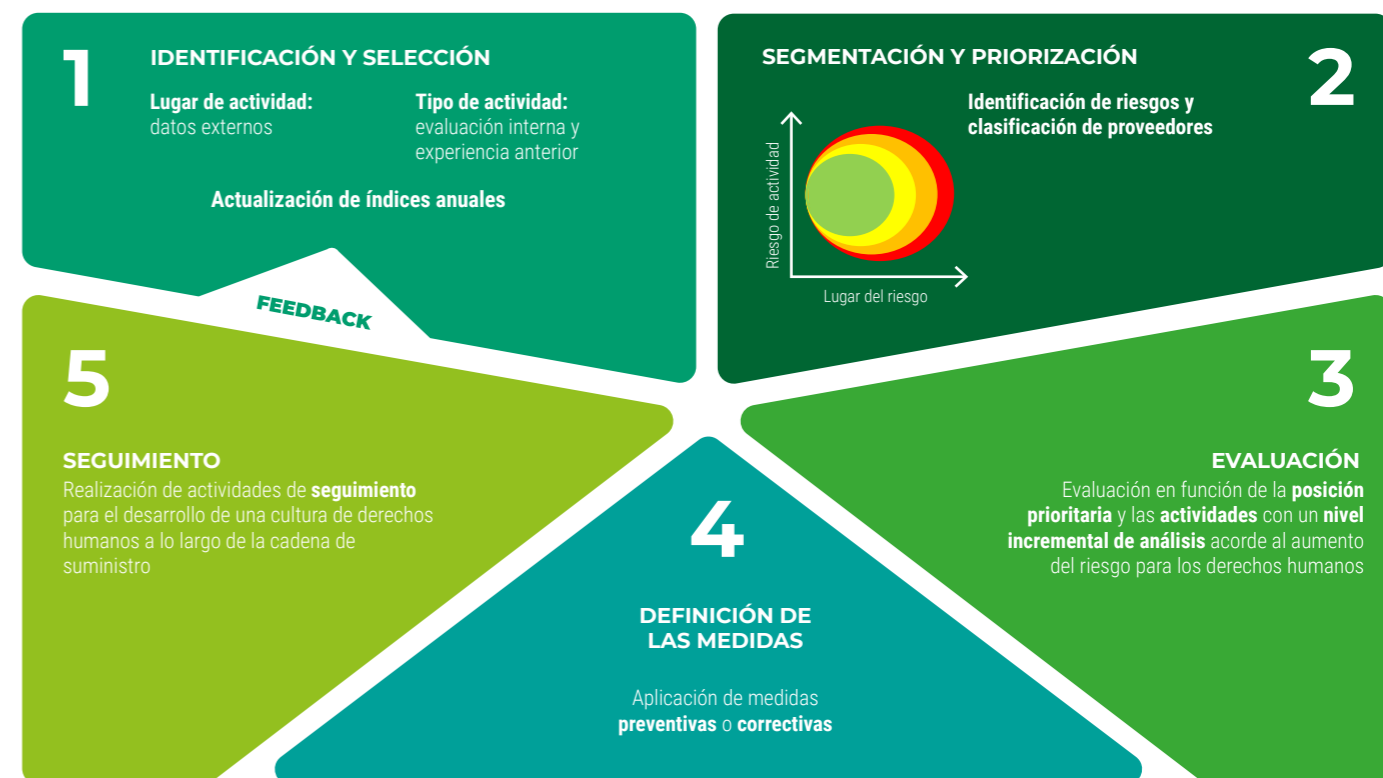 1
IDENTIFICACIÓN Y SELECCIÓN
Lugar de actividad:
datos externos
Tipo de actividad:
evaluación interna y
experiencia anterior
Actualización de índices anuales
FEEDBACK
2
SEGMENTACIÓN Y PRIORIZACIÓN
Identificación de riesgos y
clasificación de proveedores
Riesgo de actividad
Lugar del riesgo
3
EVALUACIÓN
Evaluación en función de la posición
prioritaria y las actividades con un nivel
incremental de análisis acorde al aumento
del riesgo para los derechos humanos
4
DEFINICIÓN DE
LAS MEDIDAS
Aplicación de medidas
preventivas o correctivas
5
SEGUIMIENTO
Realización de actividades de seguimiento
para el desarrollo de una cultura de derechos
humanos a lo largo de la cadena de
suministro